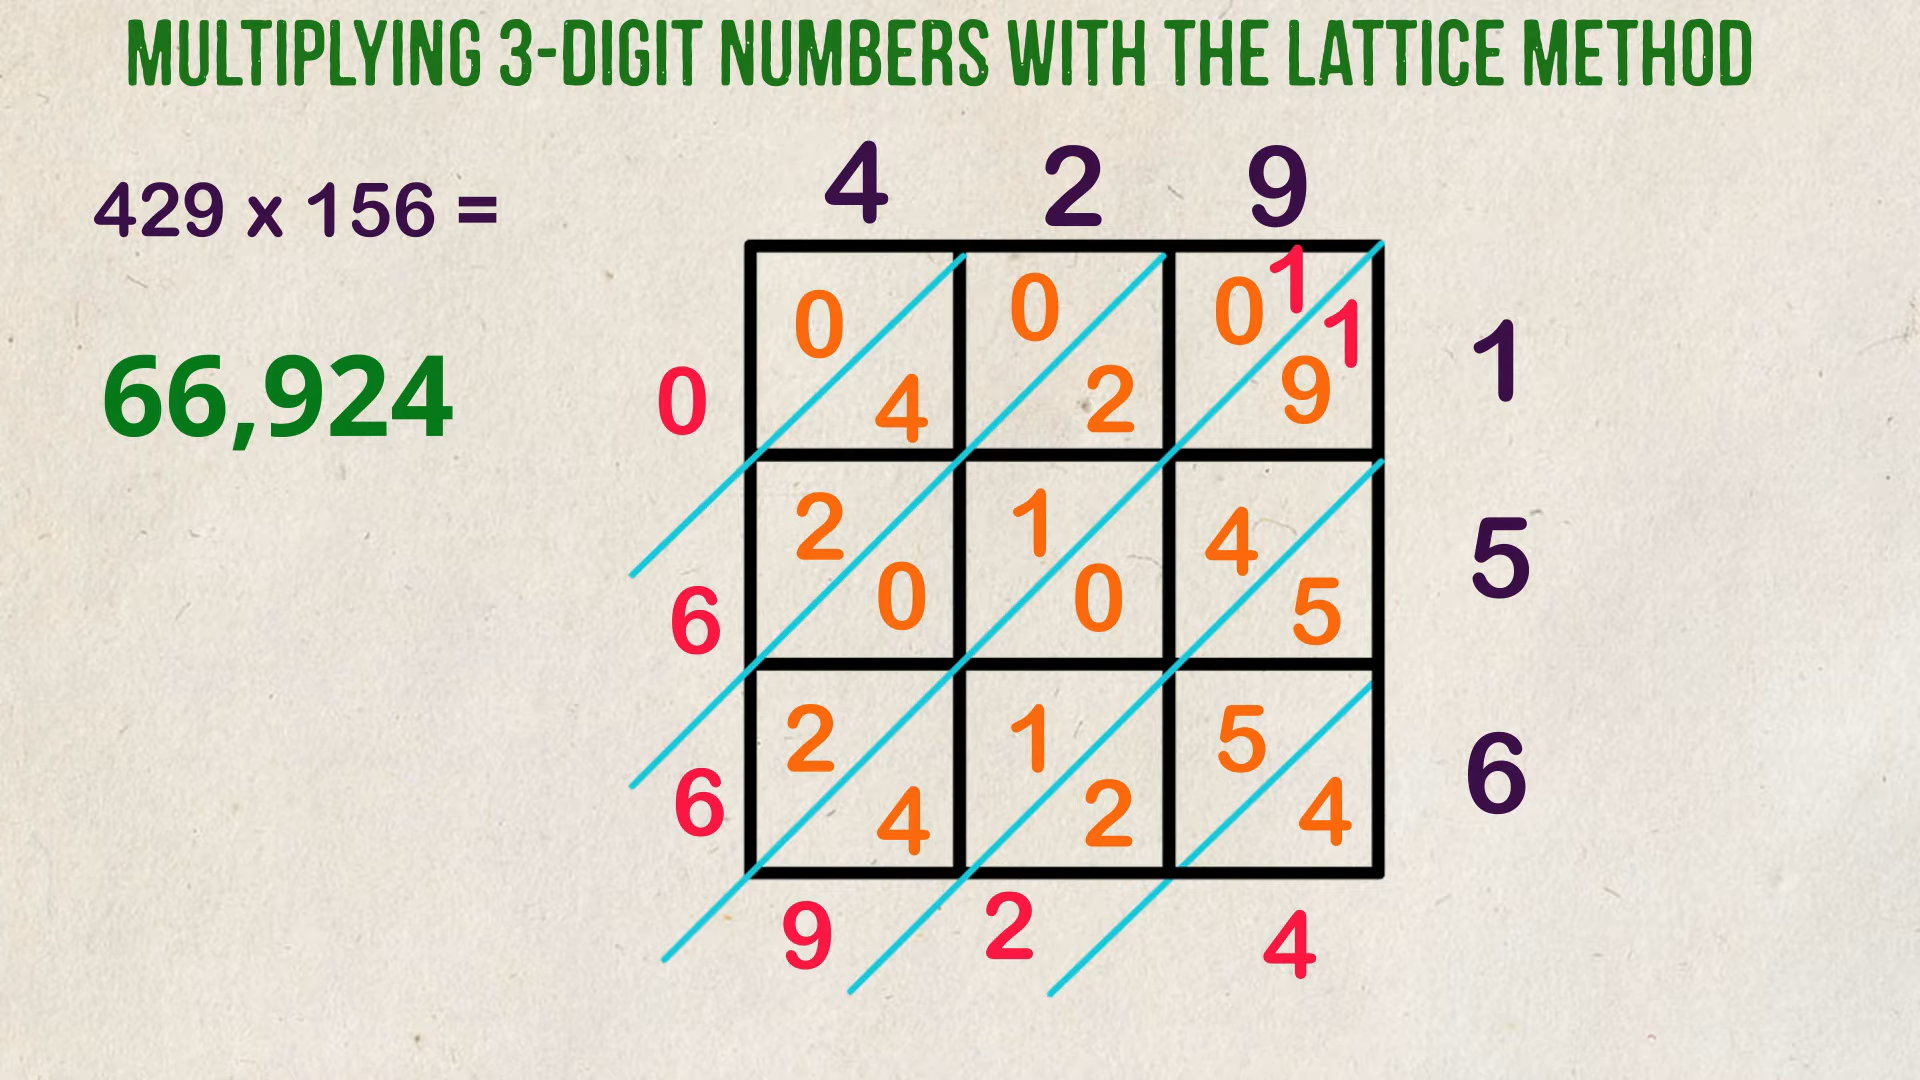 MULTIPLYING 3-DIGIT NUMBERS WITH THE LATTICE METHOD
429 x 156 =
66,924
4 2 9
0 0 0 1 1
0 4 2 9 1
2 1 4
6 0 0 5 5
2 1 5
6 4 2 4 6
9 2 4